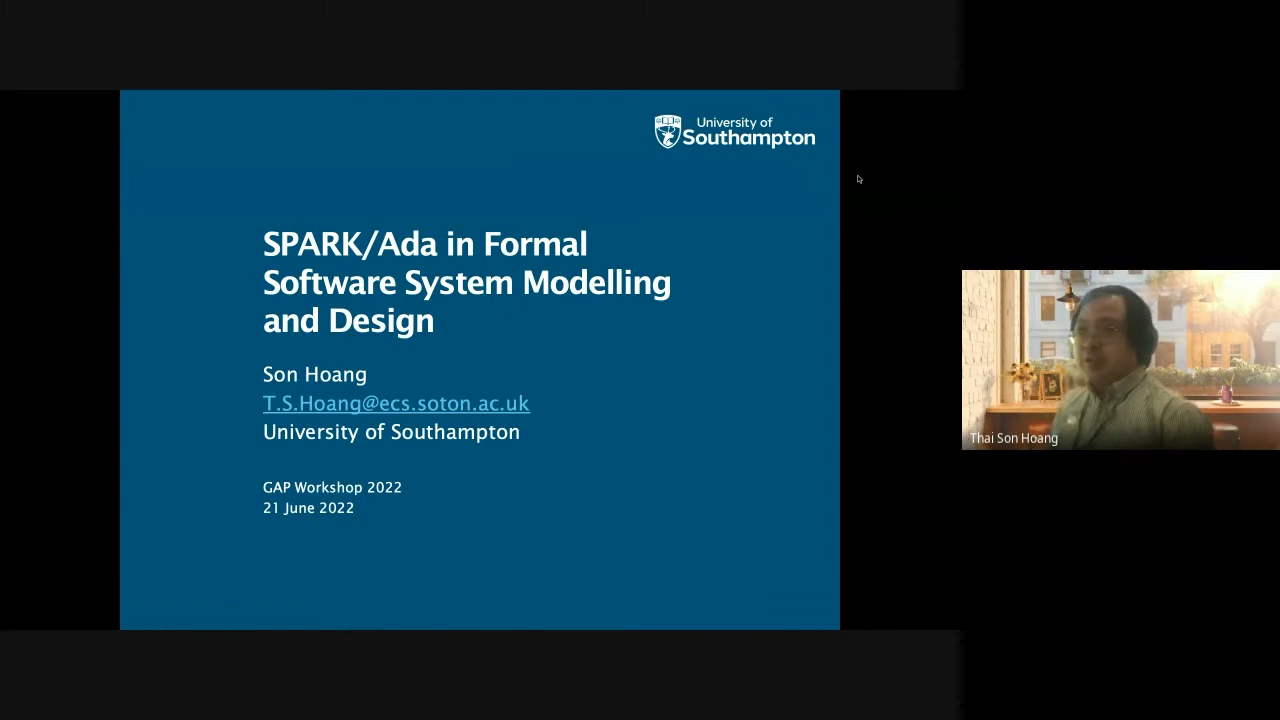 University of
Southampton
SPARK/Ada in Formal
Software System Modelling
and Design
Son Hoang
T.S.Hoang@ecs.soton.ac.uk
University of Southampton
GAP Workshop 2022
21 June 2022
Thai Son Hoang